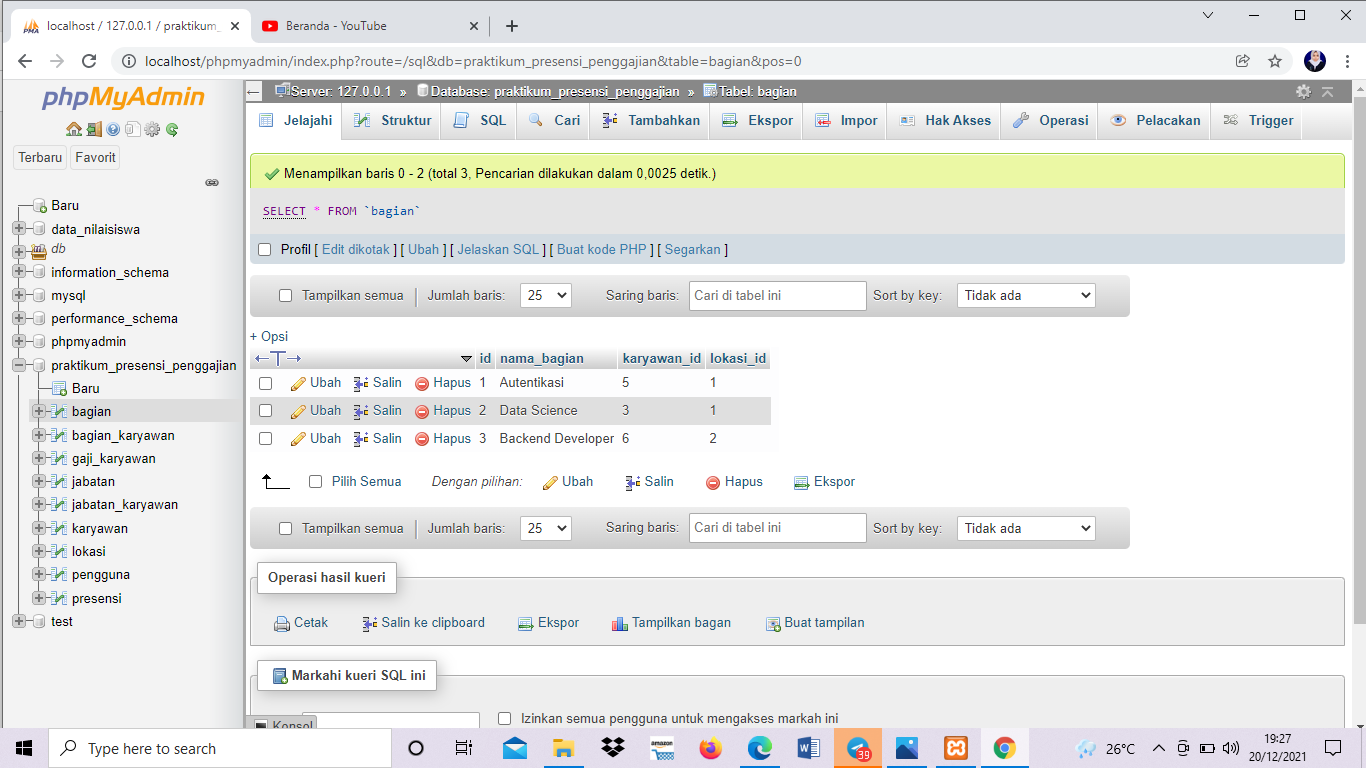 localhost / 127.0.0.1 / praktikum_
Beranda - YouTube
localhost/phpmyadmin/index.php?route=/sql&db=praktikum_presensi_penggajian&table=bagian&pos=0
phpMyAdmin
Terbaru Favorit
Baru
data_nilaisiswa
db
information_schema
mysql
performance_schema
phpmyadmin
praktikum_presensi_penggajian
Baru
bagian
bagian_karyawan
gaji_karyawan
jabatan
jabatan_karyawan
karyawan
lokasi
pengguna
presensi
test
Server: 127.0.0.1 » Database: praktikum_presensi_penggajian » Tabel: bagian
Jelajahi Struktur SQL Cari Tambahkan Ekspor Impor Hak Akses Operasi Pelacakan Trigger
Menampilkan baris 0 - 2 (total 3, Pencarian dilakukan dalam 0,0025 detik.)
SELECT * FROM `bagian`
Profil [ Edit dikotak ] [ Ubah ] [ Jelaskan SQL ] [ Buat kode PHP ] [ Segarkan ]
Tampilkan semua Jumlah baris: 25 Saring baris: Cari di tabel ini Sort by key: Tidak ada
+ Opsi
←T→ id nama_bagian karyawan_id lokasi_id
Ubah Salin Hapus 1 Autentikasi 5 1
Ubah Salin Hapus 2 Data Science 3 1
Ubah Salin Hapus 3 Backend Developer 6 2
Pilih Semua Dengan pilihan: Ubah Salin Hapus Ekspor
Tampilkan semua Jumlah baris: 25 Saring baris: Cari di tabel ini Sort by key: Tidak ada
Operasi hasil kueri
Cetak Salin ke clipboard Ekspor Tampilkan bagan Buat tampilan
Markahi kueri SQL ini
Konsol
Izinkan semua pengguna untuk mengakses markah ini
Type here to search
amazon
39
26°C
19:27
20/12/2021